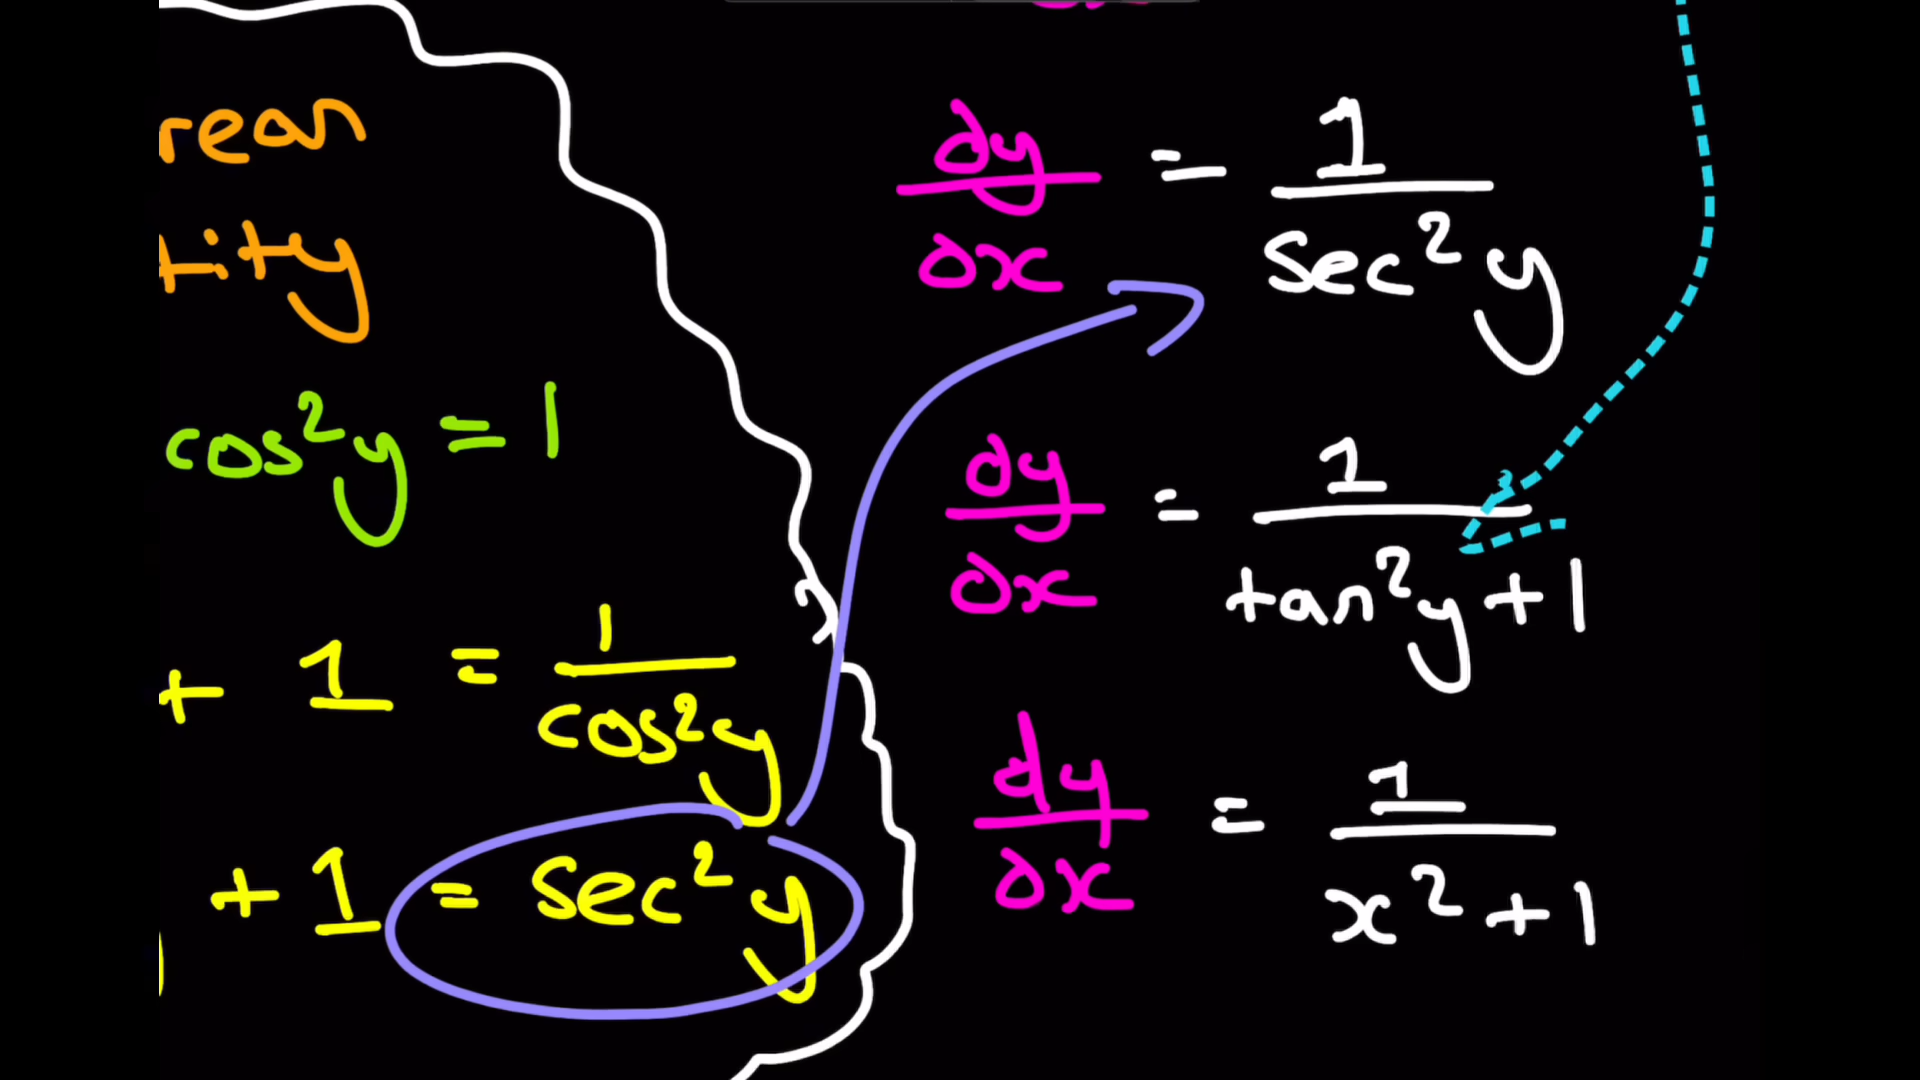 rean
tity
cos²y = 1
+ 1 = 1/cos²y
+ 1 = sec²y
dy/dx = 1/sec²y
dy/dx = 1/(tan²y + 1)
dy/dx = 1/(x² + 1)